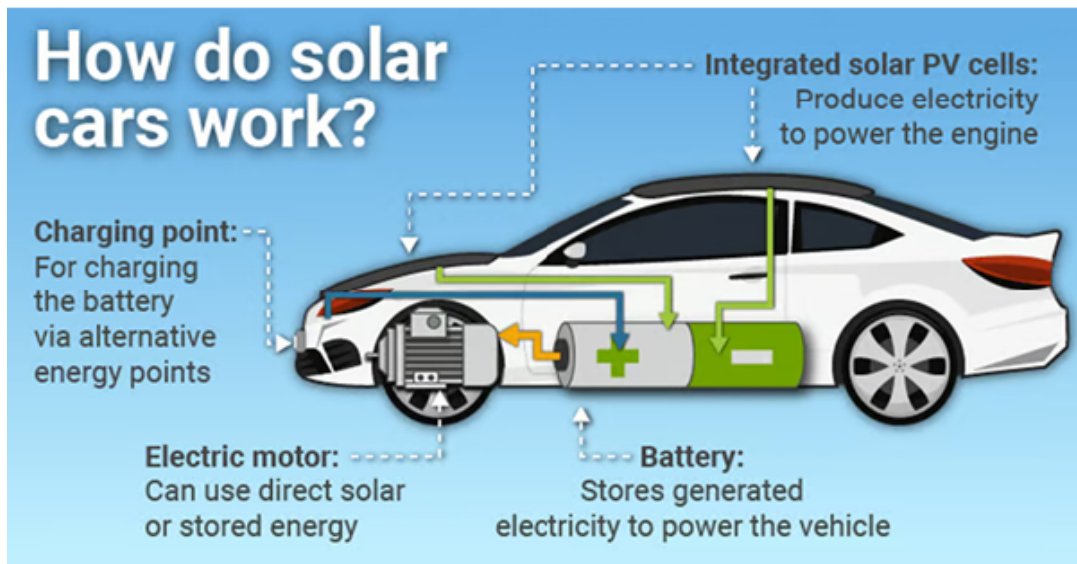 How do solar
cars work?
Integrated solar PV cells:
Produce electricity
to power the engine
Charging point:
For charging
the battery
via alternative
energy points
Electric motor:
Can use direct solar
or stored energy
Battery:
Stores generated
electricity to power the vehicle